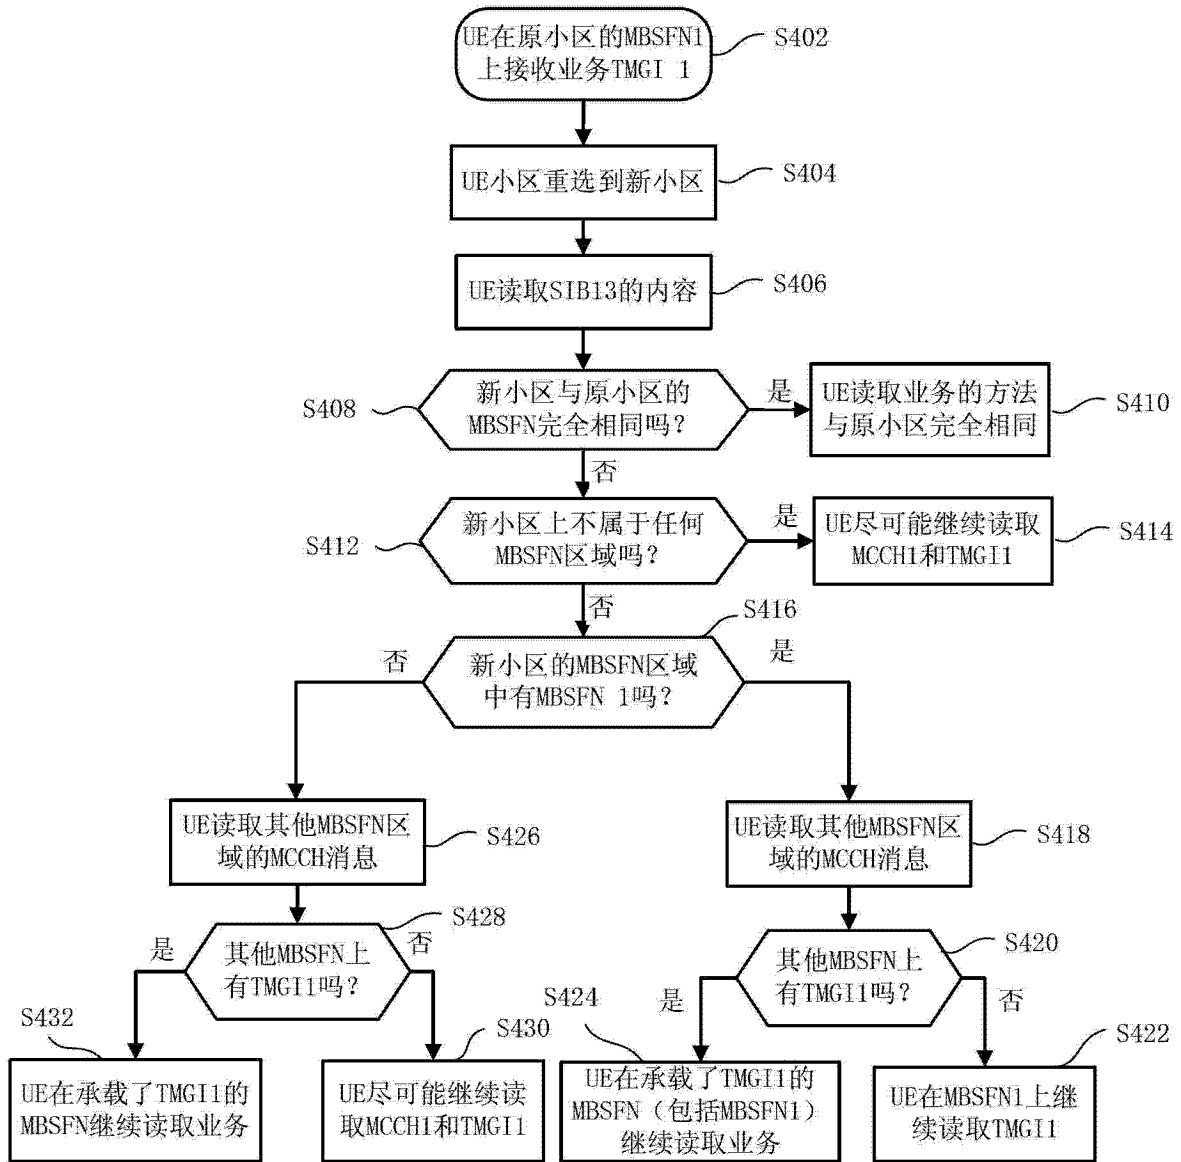 UE在原小区的MBSFN1
上接收业务TMGI 1
S402
UE小区重选到新小区
S404
UE读取SIB13的内容
S406
新小区与原小区的
MBSFN完全相同吗？
S408
是
UE读取业务的方法
与原小区完全相同
S410
否
新小区上不属于任何
MBSFN区域吗？
S412
是
UE尽可能继续读取
MCCH1和TMGI1
S414
否
S416
新小区的MBSFN区域
中有MBSFN 1吗？
否
是
UE读取其他MBSFN区
域的MCCH消息
S426
UE读取其他MBSFN区
域的MCCH消息
S418
S428
其他MBSFN上
有TMGI1吗？
是
否
S420
其他MBSFN上
有TMGI1吗？
是
否
S432
UE在承载了TMGI1的
MBSFN继续读取业务
S430
UE尽可能继续读
取MCCH1和TMGI1
S424
UE在承载了TMGI1的
MBSFN（包括MBSFN1）
继续读取业务
S422
UE在MBSFN1上继
续读取TMGI1